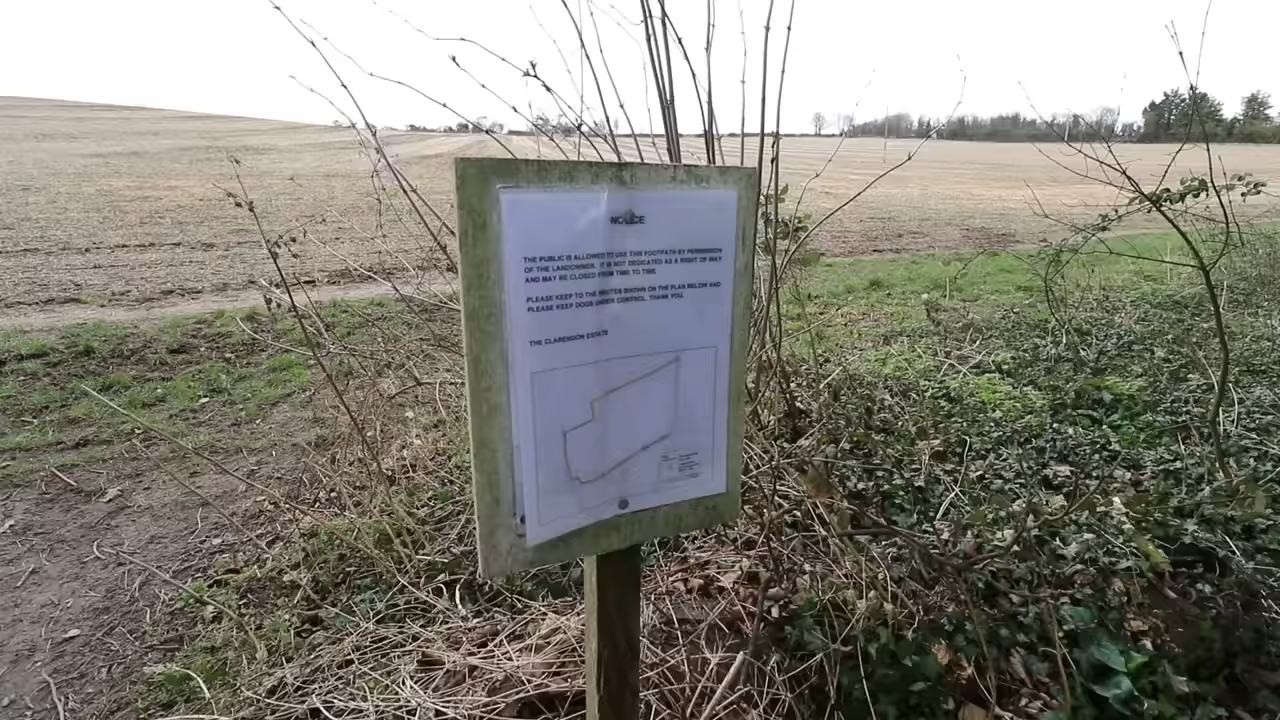 NOTICE
THE PUBLIC IS ALLOWED TO USE THIS FOOTPATH BY PERMISSION
OF THE LANDOWNER. IT IS NOT DEDICATED AS A RIGHT OF WAY
AND MAY BE CLOSED FROM TIME TO TIME.
PLEASE KEEP TO THE ROUTES SHOWN ON THE PLAN BELOW AND
PLEASE KEEP DOGS UNDER CONTROL. THANK YOU.
THE CLARENDON ESTATE